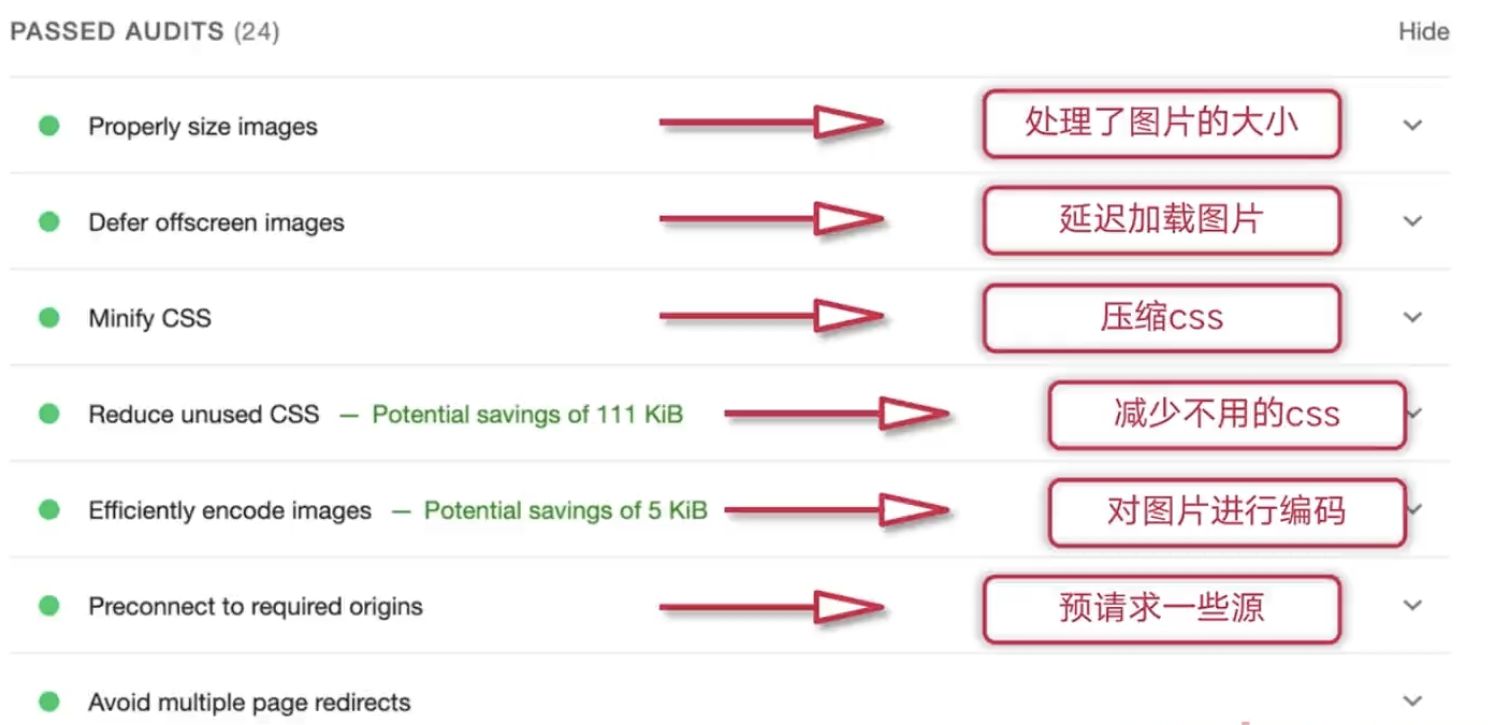 PASSED AUDITS (24) Hide
Properly size images 处理了图片的大小
Defer offscreen images 延迟加载图片
Minify CSS 压缩css
Reduce unused CSS — Potential savings of 111 KiB 减少不用的css
Efficiently encode images — Potential savings of 5 KiB 对图片进行编码
Preconnect to required origins 预请求一些源
Avoid multiple page redirects